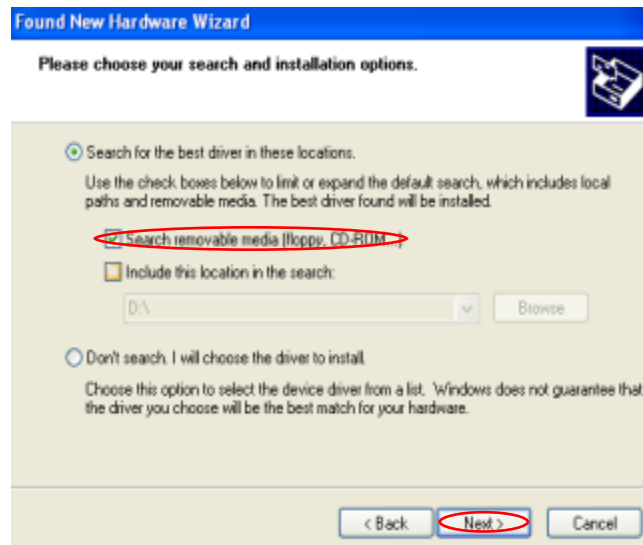 Found New Hardware Wizard
Please choose your search and installation options.
Search for the best driver in these locations.
Use the check boxes below to limit or expand the default search, which includes local
paths and removable media. The best driver found will be installed.
Search removable media (floppy, CD-ROM...)
Include this location in the search:
D:\
Browse
Don't search. I will choose the driver to install.
Choose this option to select the device driver from a list. Windows does not guarantee that
the driver you choose will be the best match for your hardware.
< Back Next > Cancel